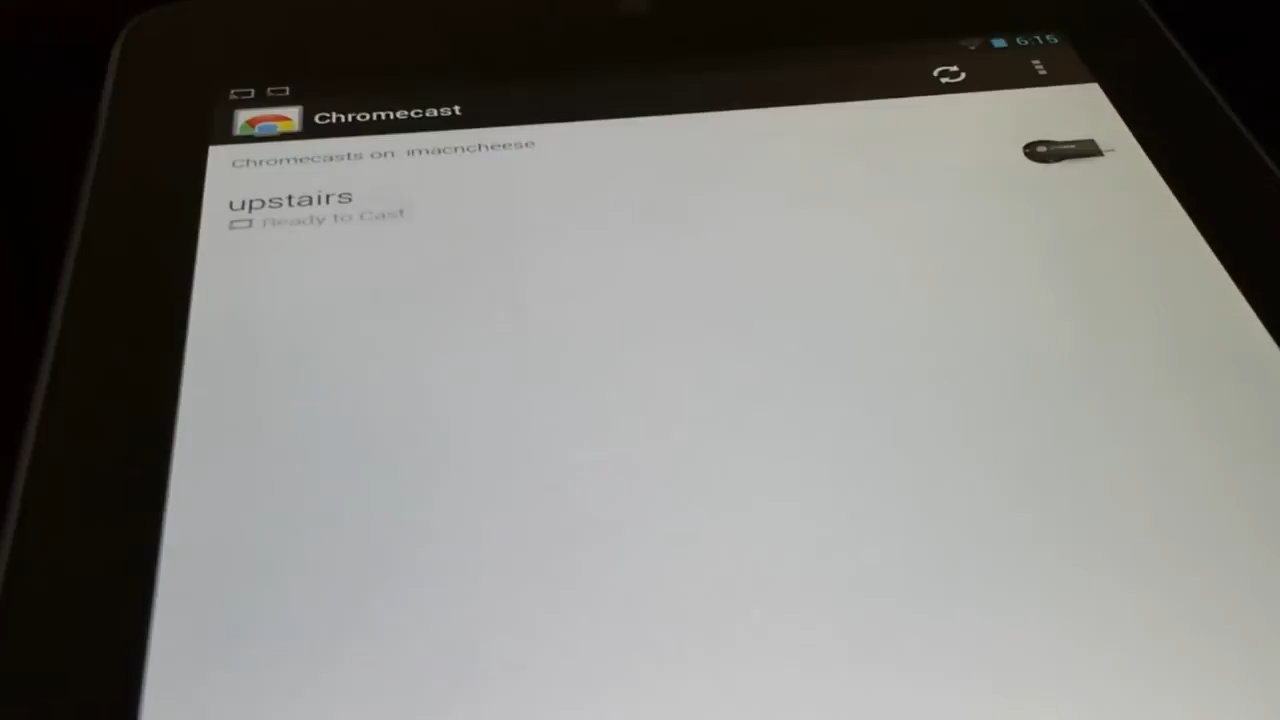 6:15
Chromecast
Chromecasts on imacncheese
upstairs
Ready to Cast